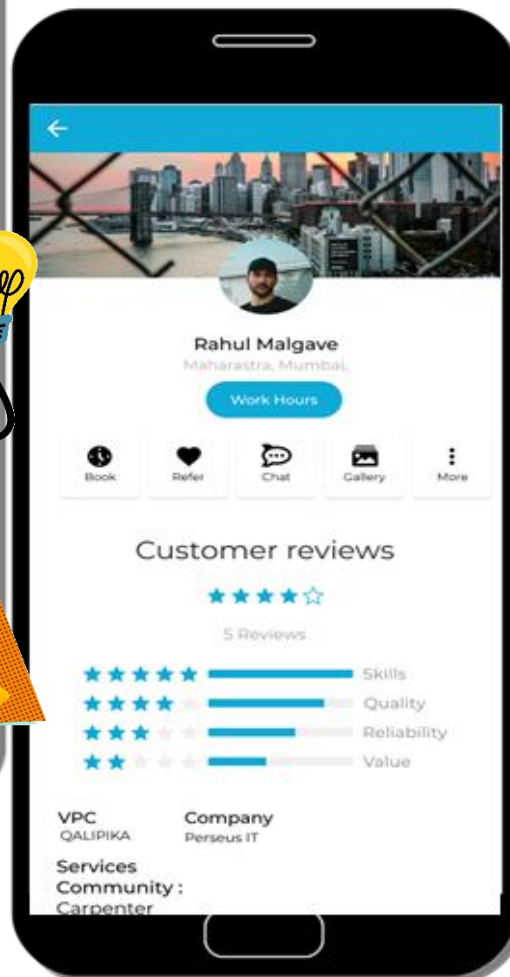 Rahul Malgave
Maharastra, Mumbai,
Work Hours
Book Refer Chat Gallery More
Customer reviews
5 Reviews
Skills
Quality
Reliability
Value
VPC Company
QALIPIKA Perseus IT
Services
Community :
Carpenter